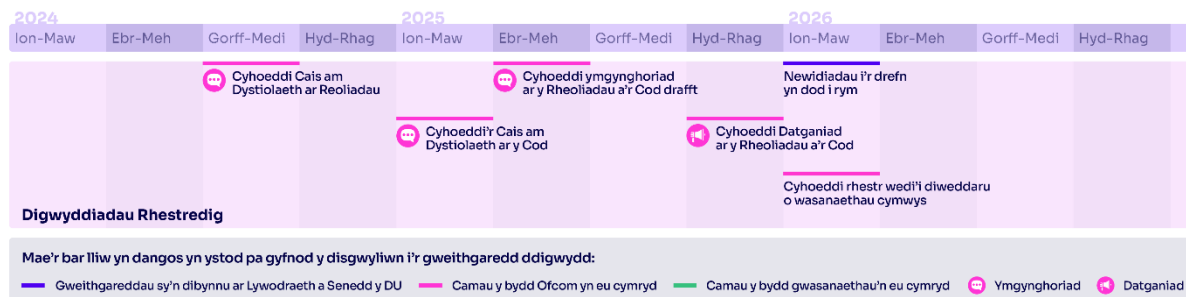 2024 2025 2026
Ion-Maw Ebr-Meh Gorff-Medi Hyd-Rhag Ion-Maw Ebr-Meh Gorff-Medi Hyd-Rhag Ion-Maw Ebr-Meh Gorff-Medi Hyd-Rhag
Cyhoeddi Cais am
Dystiolaeth ar Reoliadau
Cyhoeddi ymgynghoriad
ar y Rheoliadau a'r Cod drafft
Newidiadau i'r drefn
yn dod i rym
Cyhoeddi'r Cais am
Dystiolaeth ar y Cod
Cyhoeddi Datganiad
ar y Rheoliadau a'r Cod
Cyhoeddi rhestr wedi'i diweddaru
o wasanaethau cymwys
Digwyddiadau Rhestredig
Mae'r bar lliw yn dangos yn ystod pa gyfnod y disgwyliwn i'r gweithgaredd ddigwydd:
Gweithgareddau sy'n dibynnu ar Lywodraeth a Senedd y DU Camau y bydd Ofcom yn eu cymryd Camau y bydd gwasanaethau'n eu cymryd Ymgynghoriad Datganiad